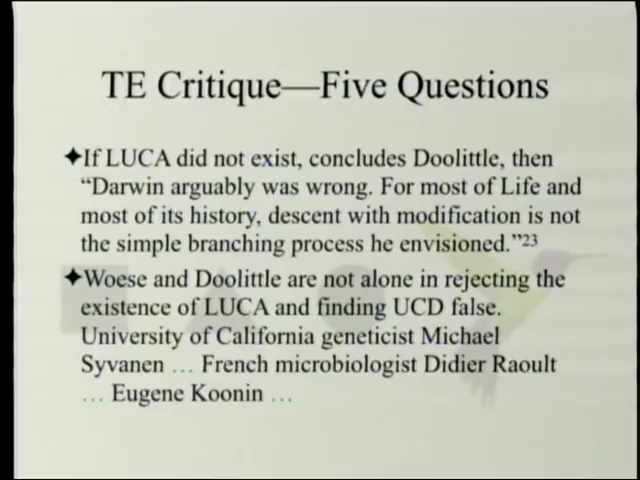 TE Critique—Five Questions
✦If LUCA did not exist, concludes Doolittle, then
“Darwin arguably was wrong. For most of Life and
most of its history, descent with modification is not
the simple branching process he envisioned.”23
✦Woese and Doolittle are not alone in rejecting the
existence of LUCA and finding UCD false.
University of California geneticist Michael
Syvanen … French microbiologist Didier Raoult
… Eugene Koonin …